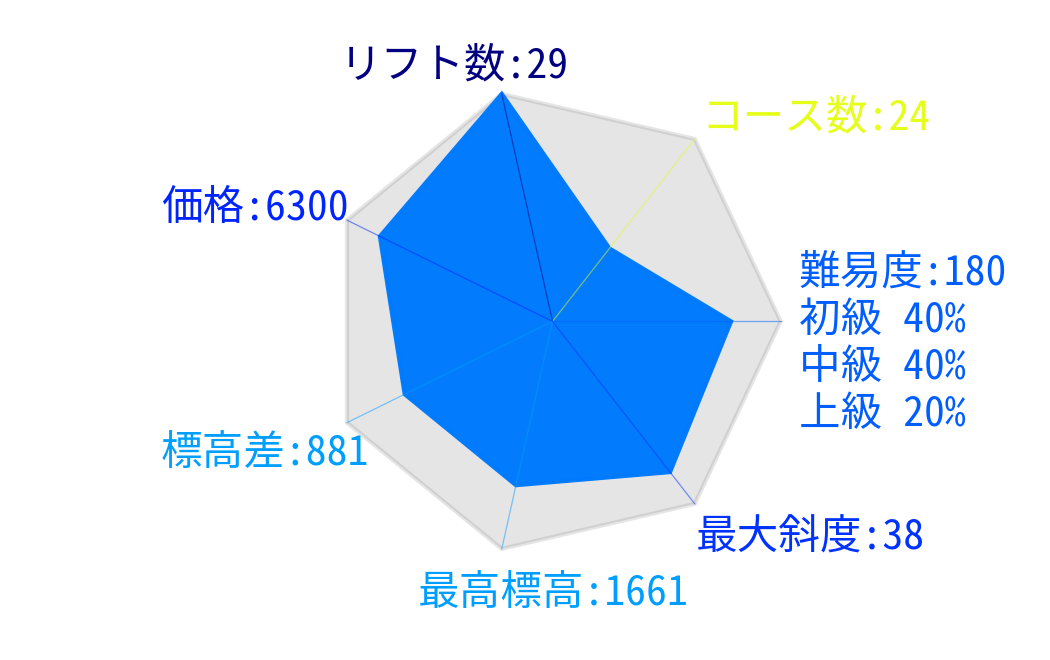 リフト数:29
コース数:24
価格:6300
難易度:180
初級 40%
中級 40%
上級 20%
標高差:881
最大斜度:38
最高標高:1661